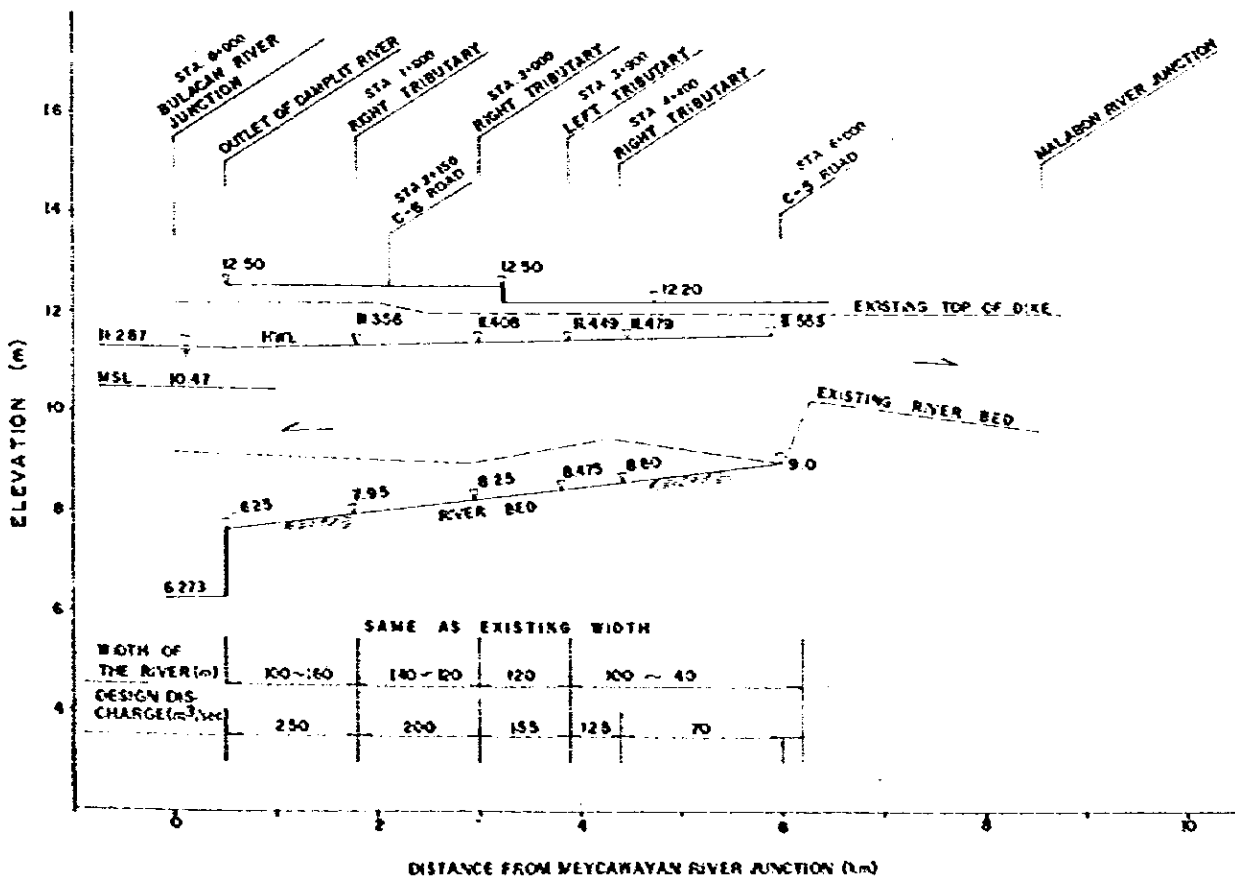 STA 0+000
BULACAN RIVER
JUNCTION
OUTLET OF DAMPLIT RIVER
STA 1+800
RIGHT TRIBUTARY
STA 2+150
C-5 ROAD
STA 3+000
RIGHT TRIBUTARY
STA 3+900
LEFT TRIBUTARY
STA 4+400
RIGHT TRIBUTARY
STA 6+000
C-5 ROAD
MALABON RIVER JUNCTION
ELEVATION (m)
16
14
12
10
8
6
4
12.50
12.50
12.20
EXISTING TOP OF DIKE
11.287
H.W.L.
11.356
11.408
11.449
11.479
MSL
10.47
EXISTING RIVER BED
7.95
8.25
8.475
8.60
9.0
RIVER BED
6.273
SAME AS EXISTING WIDTH
WIDTH OF
THE RIVER(m)
100~160
140~120
120
100 ~ 40
DESIGN DIS-
CHARGE(m³/sec
250
200
155
125
70
0
2
4
6
8
10
DISTANCE FROM MEYCAWAYAN RIVER JUNCTION (km)